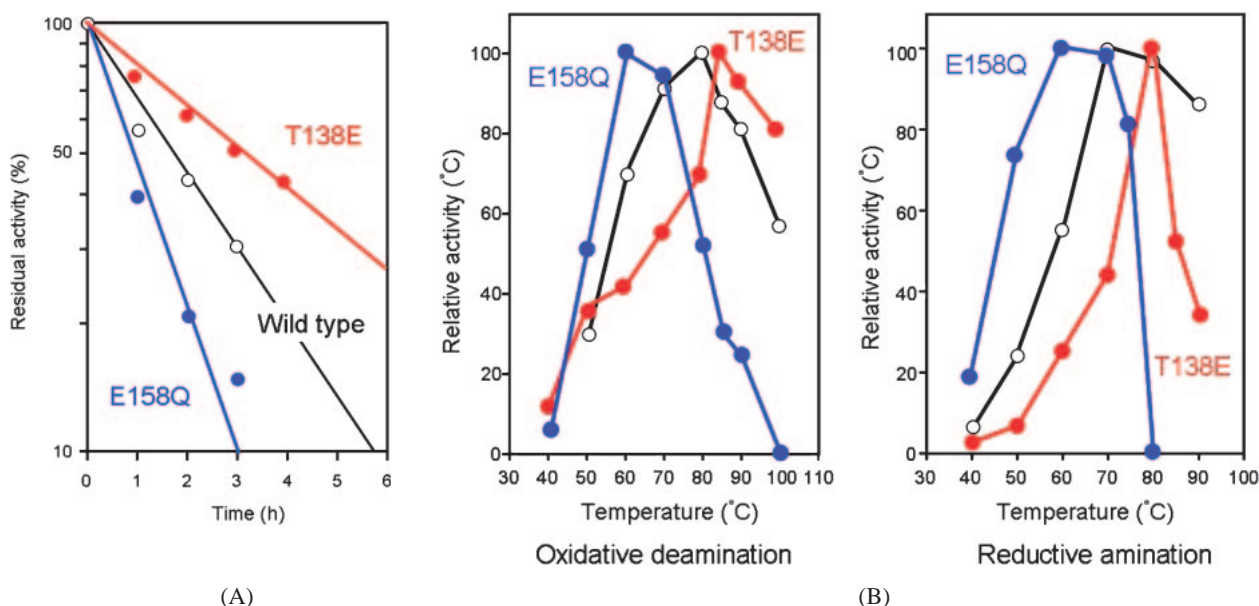 100
50
10
Residual activity (%)
T138E
Wild type
E158Q
0 1 2 3 4 5 6
Time (h)
(A)
100
80
60
40
20
0
Relative activity (˚C)
E158Q
T138E
30 40 50 60 70 80 90 100 110
Temperature (˚C)
Oxidative deamination
100
80
60
40
20
0
Relative activity (˚C)
E158Q
T138E
30 40 50 60 70 80 90 100
Temperature (˚C)
Reductive amination
(B)